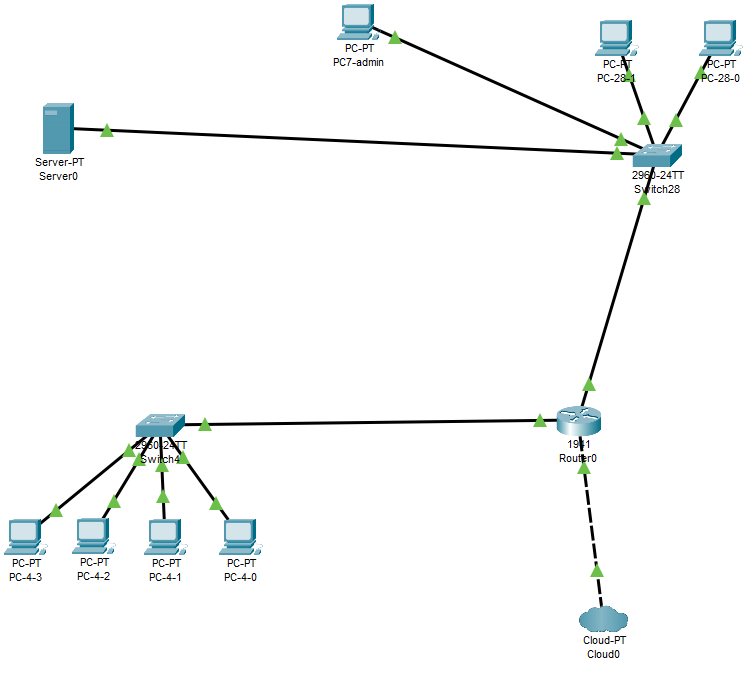 PC-PT
PC7-admin
PC-PT
PC-28-1
PC-PT
PC-28-0
Server-PT
Server0
2960-24TT
Switch28
2960-24TT
Switch4
1941
Router0
PC-PT
PC-4-3
PC-PT
PC-4-2
PC-PT
PC-4-1
PC-PT
PC-4-0
Cloud-PT
Cloud0